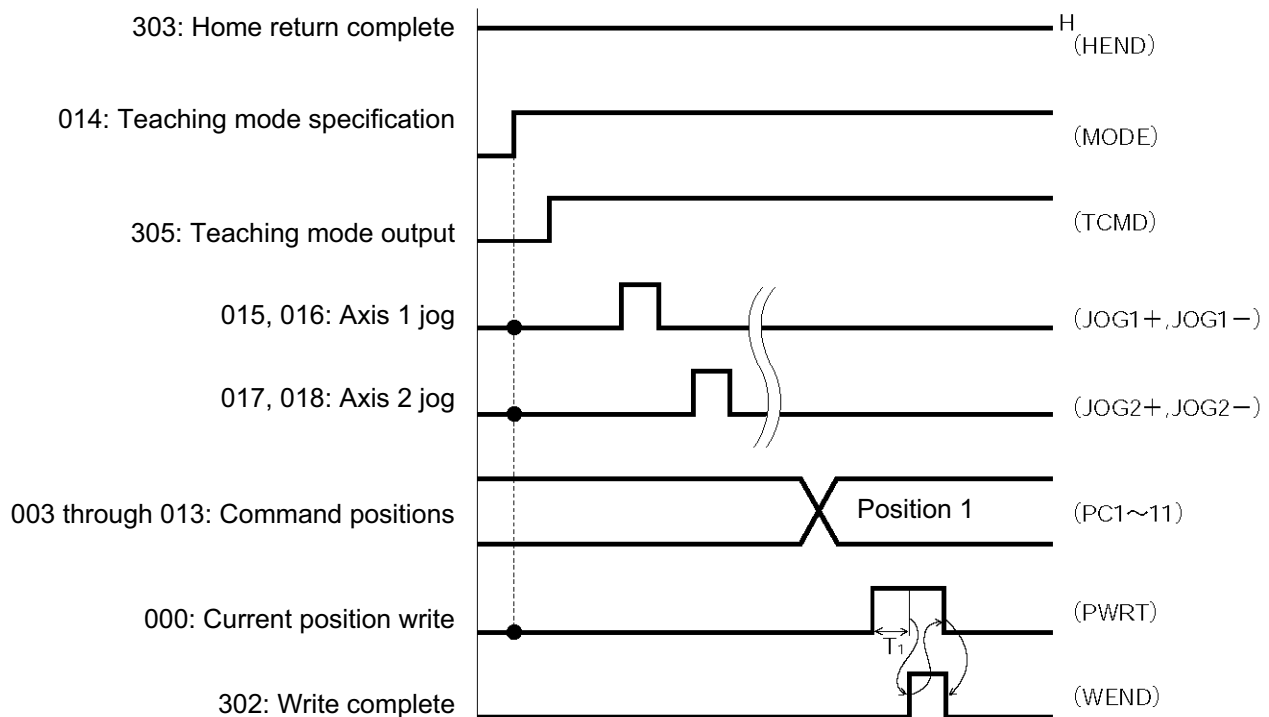 303: Home return complete H (HEND)
014: Teaching mode specification (MODE)
305: Teaching mode output (TCMD)
015, 016: Axis 1 jog (JOG1+,JOG1−)
017, 018: Axis 2 jog (JOG2+,JOG2−)
003 through 013: Command positions Position 1 (PC1～11)
000: Current position write T₁ (PWRT)
302: Write complete (WEND)